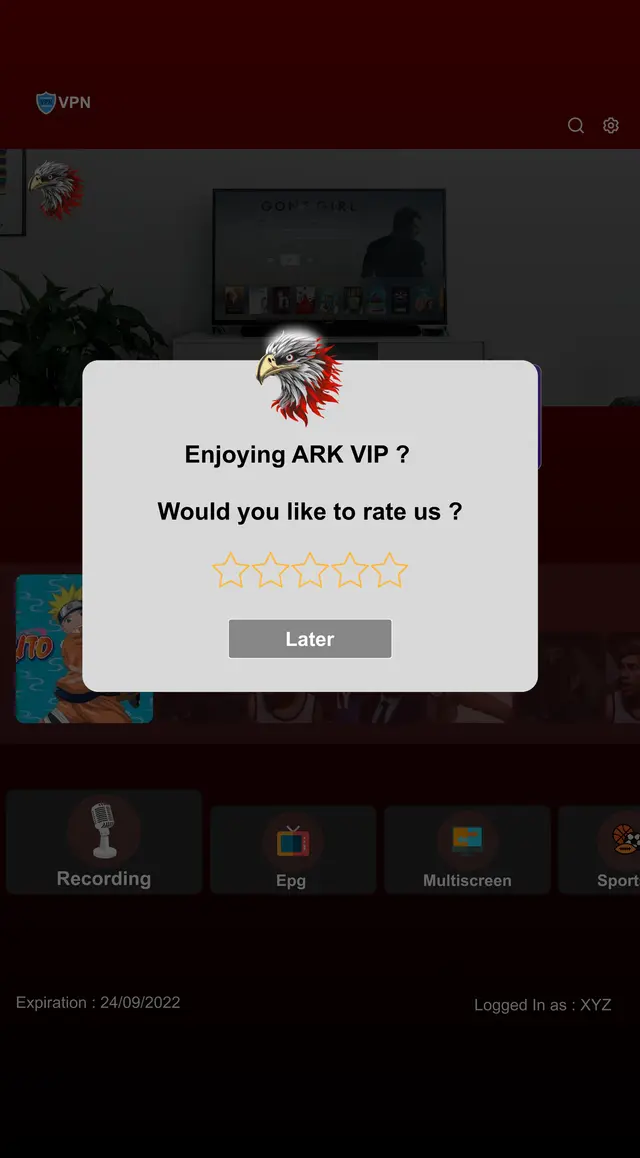 VPN
GONE GIRL
Enjoying ARK VIP ?
Would you like to rate us ?
Later
Recording
Epg
Multiscreen
Sport
Expiration : 24/09/2022
Logged In as : XYZ